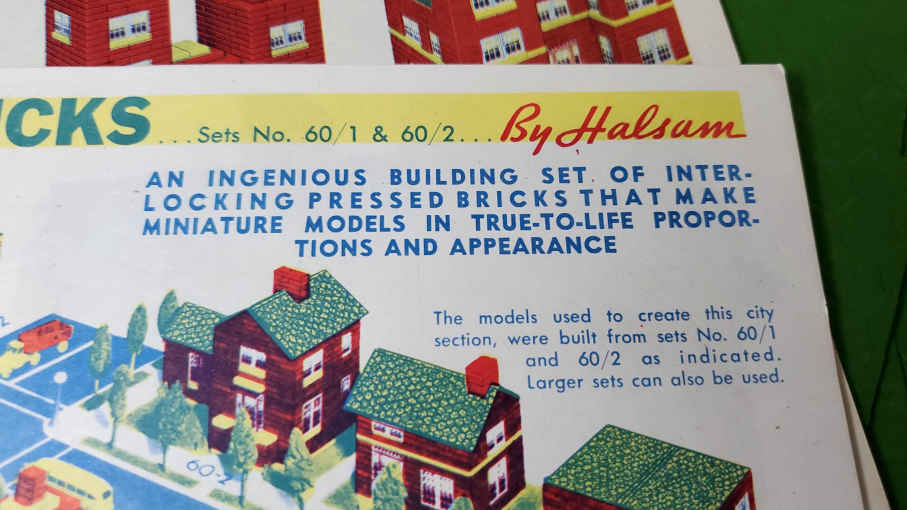 ICKS ...Sets No. 60/1 & 60/2... By Halsam
AN INGENIOUS BUILDING SET OF INTER-
LOCKING PRESSED BRICKS THAT MAKE
MINIATURE MODELS IN TRUE-TO-LIFE PROPOR-
TIONS AND APPEARANCE
The models used to create this city
section, were built from sets No. 60/1
and 60/2 as indicated.
Larger sets can also be used.
60-2